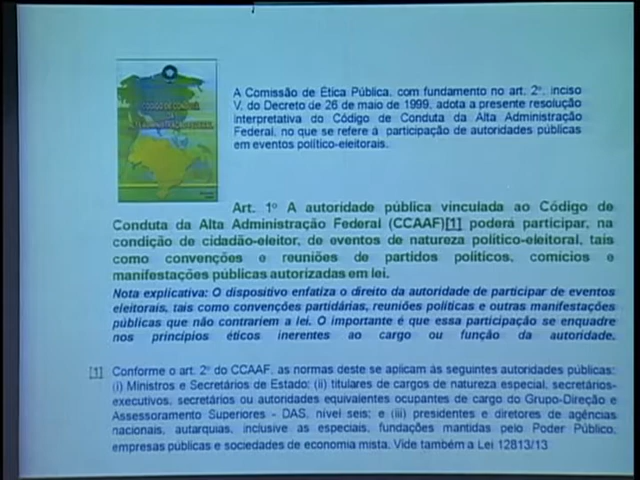 CÓDIGO DE CONDUTA
DA
ALTA ADMINISTRAÇÃO FEDERAL
A Comissão de Ética Pública, com fundamento no art. 2º, inciso
V, do Decreto de 26 de maio de 1999, adota a presente resolução
interpretativa do Código de Conduta da Alta Administração
Federal, no que se refere á participação de autoridades públicas
em eventos político-eleitorais.
Art. 1º A autoridade pública vinculada ao Código de
Conduta da Alta Administração Federal (CCAAF)[1] poderá participar, na
condição de cidadão-eleitor, de eventos de natureza político-eleitoral, tais
como convenções e reuniões de partidos políticos, comícios e
manifestações públicas autorizadas em lei.
Nota explicativa: O dispositivo enfatiza o direito da autoridade de participar de eventos
eleitorais, tais como convenções partidárias, reuniões políticas e outras manifestações
públicas que não contrariem a lei. O importante é que essa participação se enquadre
nos princípios éticos inerentes ao cargo ou função da autoridade.
[1] Conforme o art. 2º do CCAAF, as normas deste se aplicam ás seguintes autoridades públicas:
(i) Ministros e Secretários de Estado; (ii) titulares de cargos de natureza especial, secretários-
executivos, secretários ou autoridades equivalentes ocupantes de cargo do Grupo-Direção e
Assessoramento Superiores - DAS, nível seis; e (iii) presidentes e diretores de agências
nacionais, autarquias, inclusive as especiais, fundações mantidas pelo Poder Público,
empresas públicas e sociedades de economia mista. Vide também a Lei 12813/13